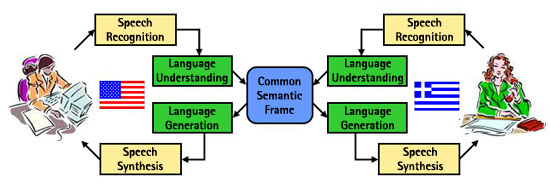 Speech
Recognition
Language
Understanding
Language
Generation
Speech
Synthesis
Common
Semantic
Frame
Speech
Recognition
Language
Understanding
Language
Generation
Speech
Synthesis